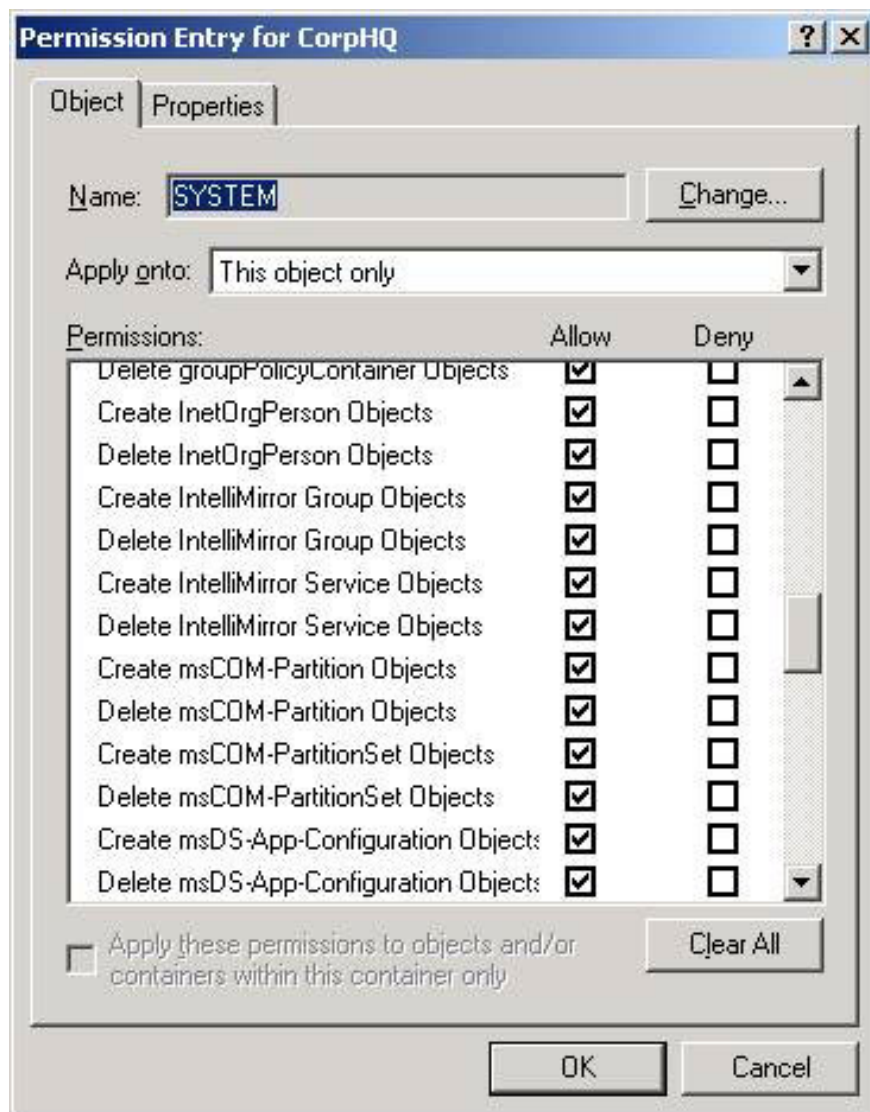 Permission Entry for CorpHQ
Object Properties
Name: SYSTEM Change...
Apply onto: This object only
Permissions: Allow Deny
Delete groupPolicyContainer Objects
Create InetOrgPerson Objects
Delete InetOrgPerson Objects
Create IntelliMirror Group Objects
Delete IntelliMirror Group Objects
Create IntelliMirror Service Objects
Delete IntelliMirror Service Objects
Create msCOM-Partition Objects
Delete msCOM-Partition Objects
Create msCOM-PartitionSet Objects
Delete msCOM-PartitionSet Objects
Create msDS-App-Configuration Objects
Delete msDS-App-Configuration Objects
Apply these permissions to objects and/or
containers within this container only
Clear All
OK Cancel